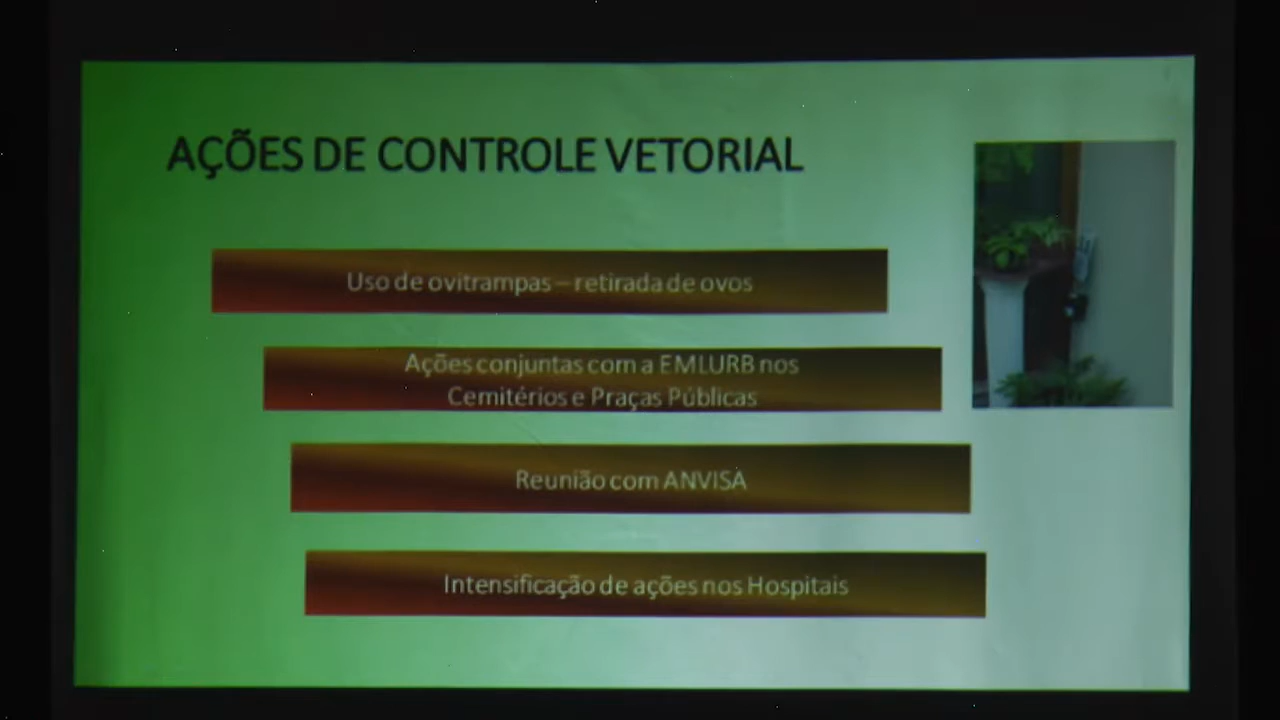 AÇÕES DE CONTROLE VETORIAL
Uso de ovitrampas – retirada de ovos
Ações conjuntas com a EMLURB nos
Cemitérios e Praças Públicas
Reunião com ANVISA
Intensificação de ações nos Hospitais